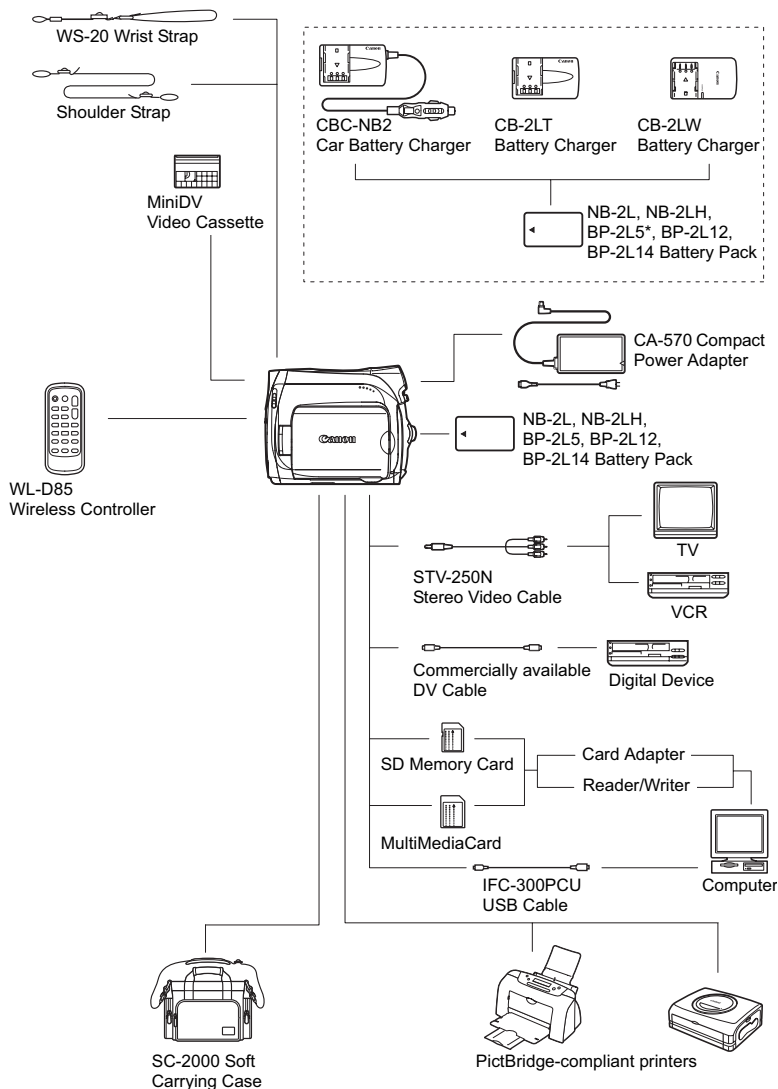 WS-20 Wrist Strap
Shoulder Strap
MiniDV
Video Cassette
Canon
CBC-NB2
Car Battery Charger
Canon
CB-2LT
Battery Charger
Canon
CB-2LW
Battery Charger
NB-2L, NB-2LH,
BP-2L5*, BP-2L12,
BP-2L14 Battery Pack
CA-570 Compact
Power Adapter
Canon
NB-2L, NB-2LH,
BP-2L5, BP-2L12,
BP-2L14 Battery Pack
WL-D85
Wireless Controller
TV
STV-250N
Stereo Video Cable
VCR
Commercially available
DV Cable
Digital Device
SD Memory Card
Card Adapter
Reader/Writer
MultiMediaCard
IFC-300PCU
USB Cable
Computer
SC-2000 Soft
Carrying Case
PictBridge-compliant printers